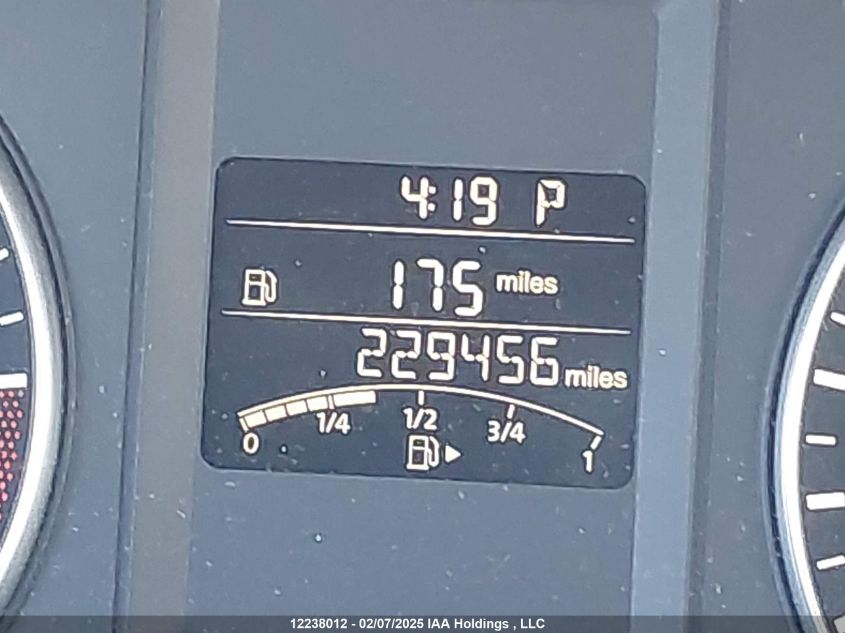 4:19 P
175 miles
229456 miles
0 1/4 1/2 3/4 1
12238012 - 02/07/2025 IAA Holdings , LLC